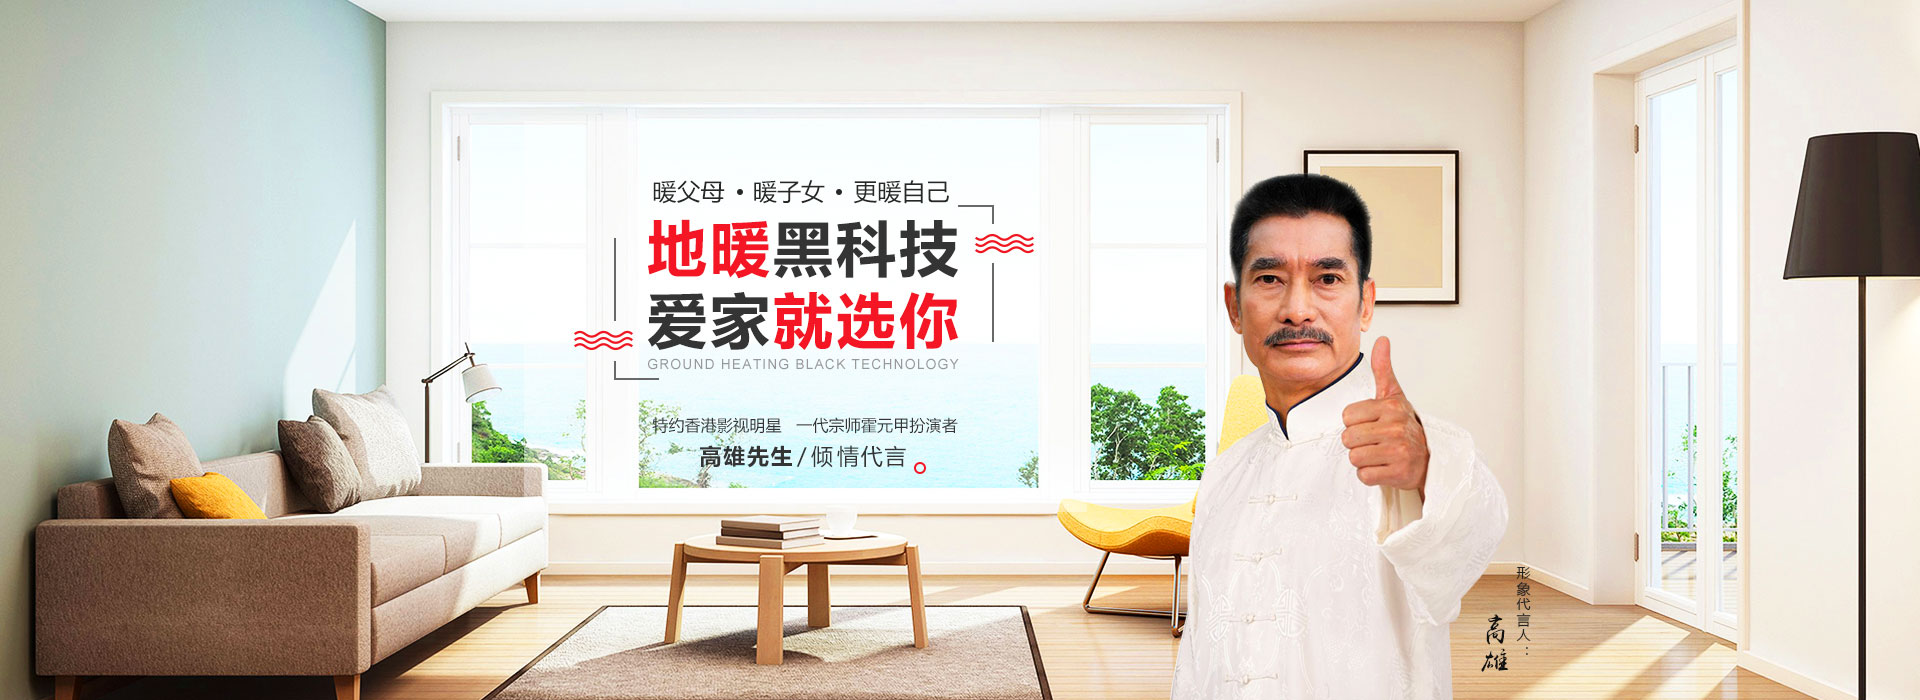 暖父母・暖子女・更暖自己
地暖黑科技
爱家就选你
GROUND HEATING BLACK TECHNOLOGY
特约香港影视明星 一代宗师霍元甲扮演者
高雄先生/倾情代言
形象代言人：
高雄